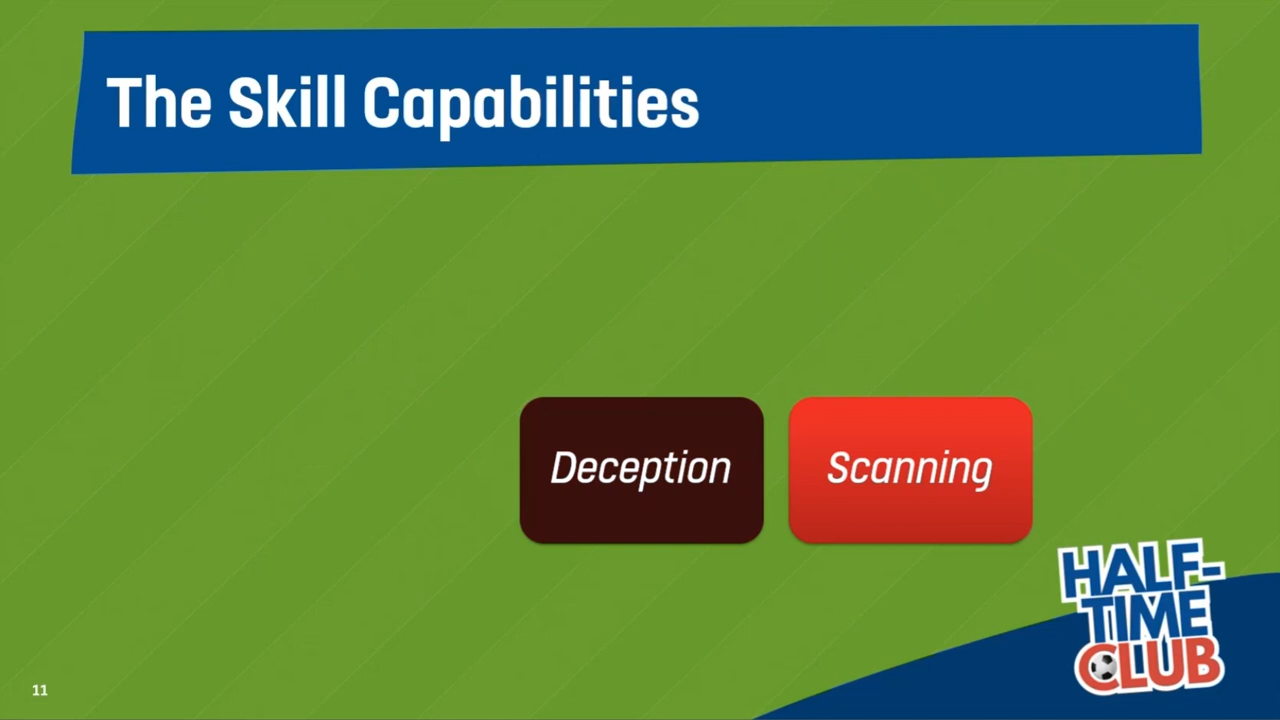 The Skill Capabilities
Deception
Scanning
HALF-
TIME
CLUB
11